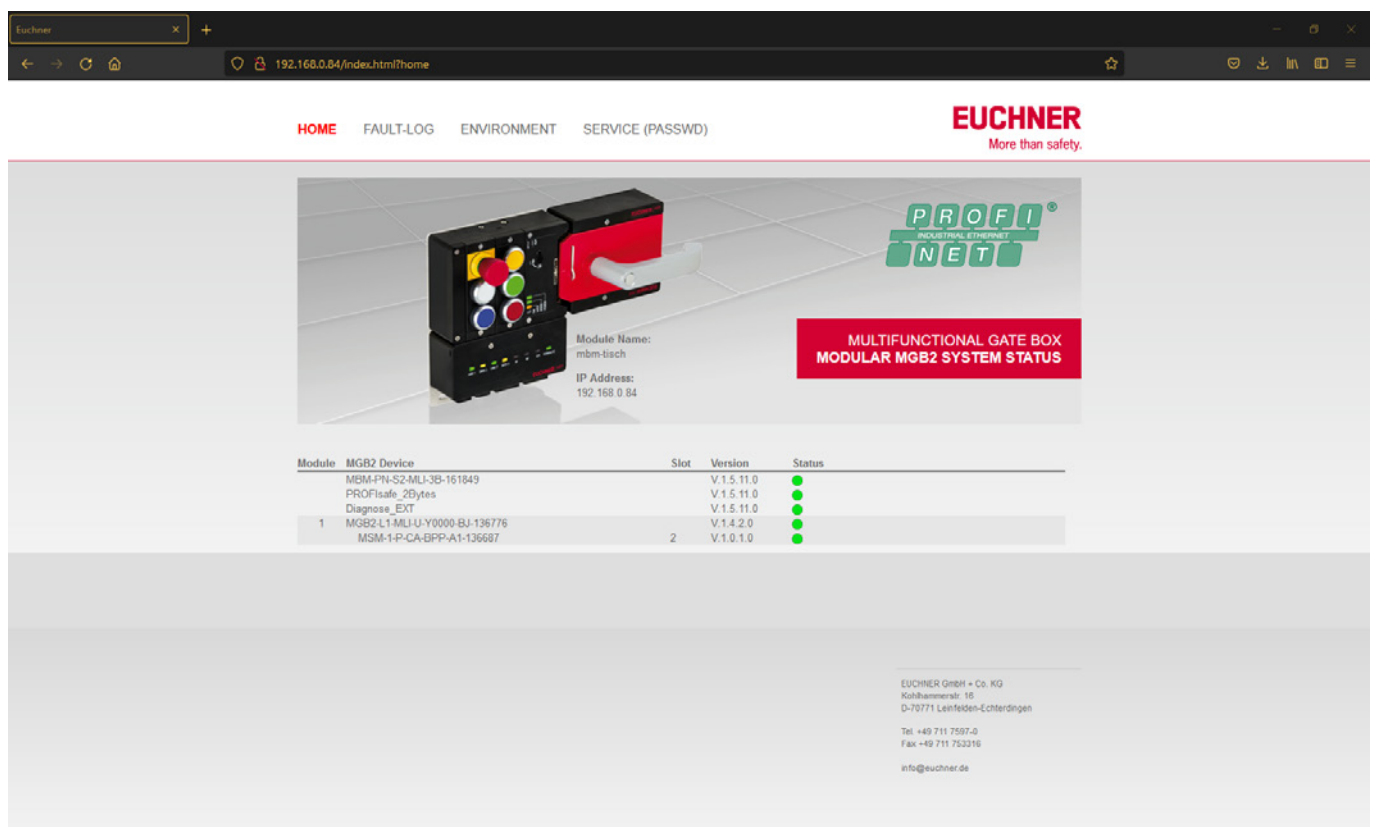 Euchner
192.168.0.84/index.html?home
HOME FAULT-LOG ENVIRONMENT SERVICE (PASSWD)
EUCHNER
More than safety.
PROFI®
INDUSTRIAL ETHERNET
NET
Module Name:
mbm-tisch
IP Address:
192.168.0.84
MULTIFUNCTIONAL GATE BOX
MODULAR MGB2 SYSTEM STATUS
Module MGB2 Device Slot Version Status
MBM-PN-S2-MLI-3B-161849 V.1.5.11.0
PROFIsafe_2Bytes V.1.5.11.0
Diagnose_EXT V.1.5.11.0
1 MGB2-L1-MLI-U-Y0000-BJ-136776 V.1.4.2.0
MSM-1-P-CA-BPP-A1-136687 2 V.1.0.1.0
EUCHNER GmbH + Co. KG
Kohlhammerstr. 16
D-70771 Leinfelden-Echterdingen
Tel. +49 711 7597-0
Fax +49 711 753316
info@euchner.de